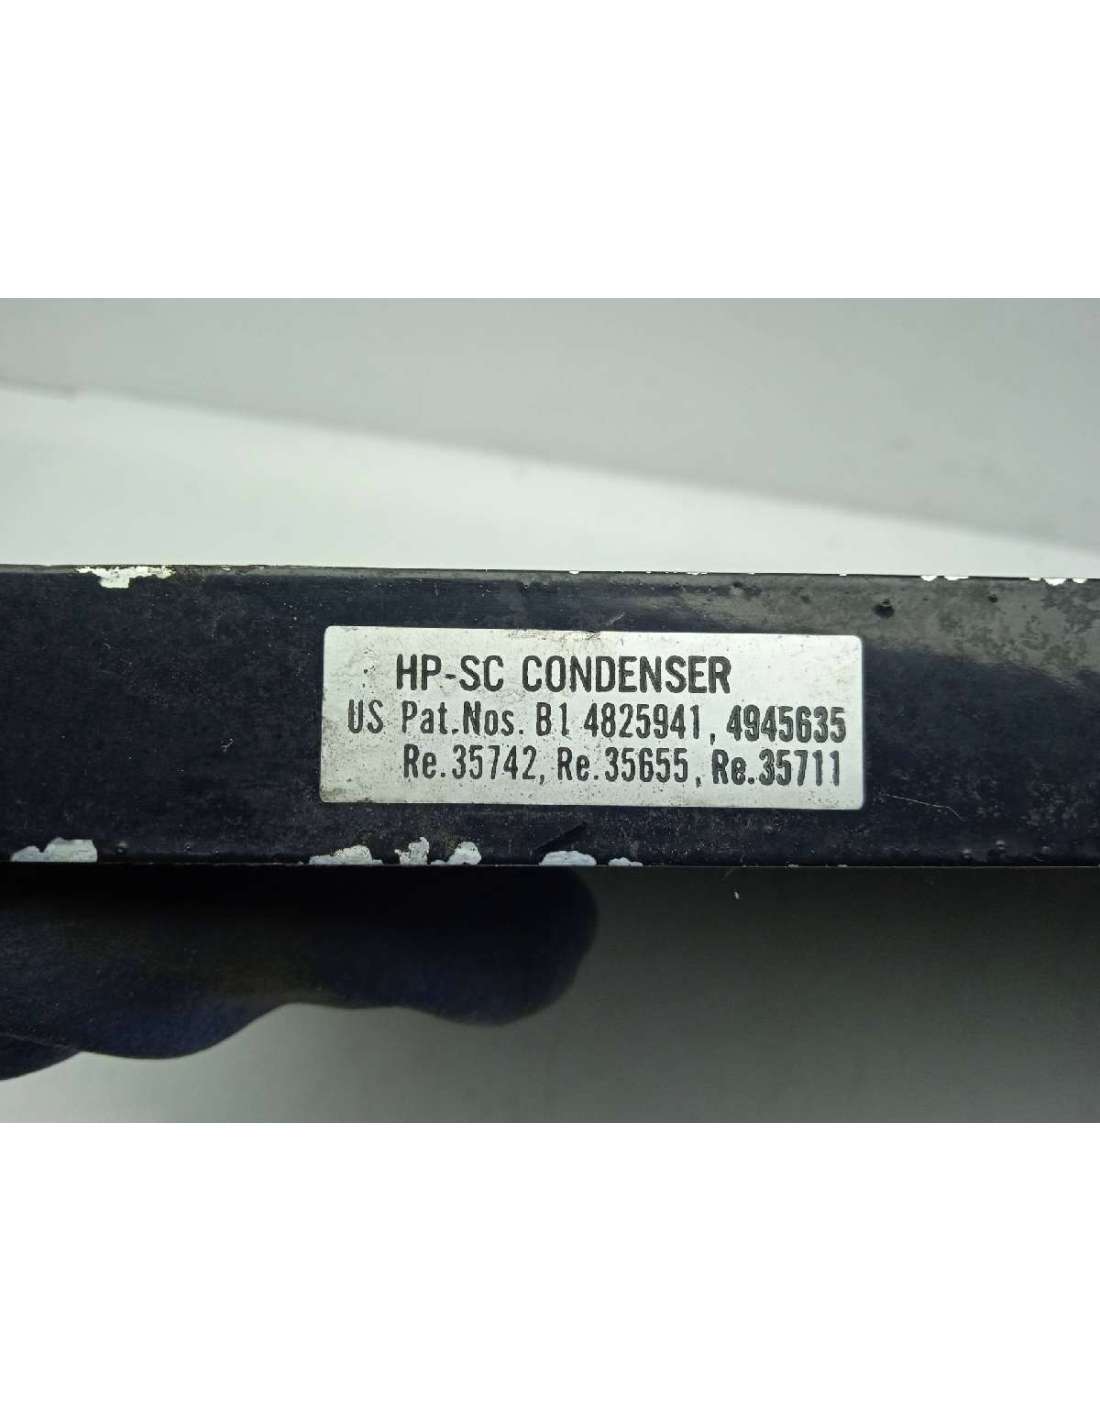 HP-SC CONDENSER
US Pat.Nos. B1 4825941, 4945635
Re.35742, Re.35655, Re.35711